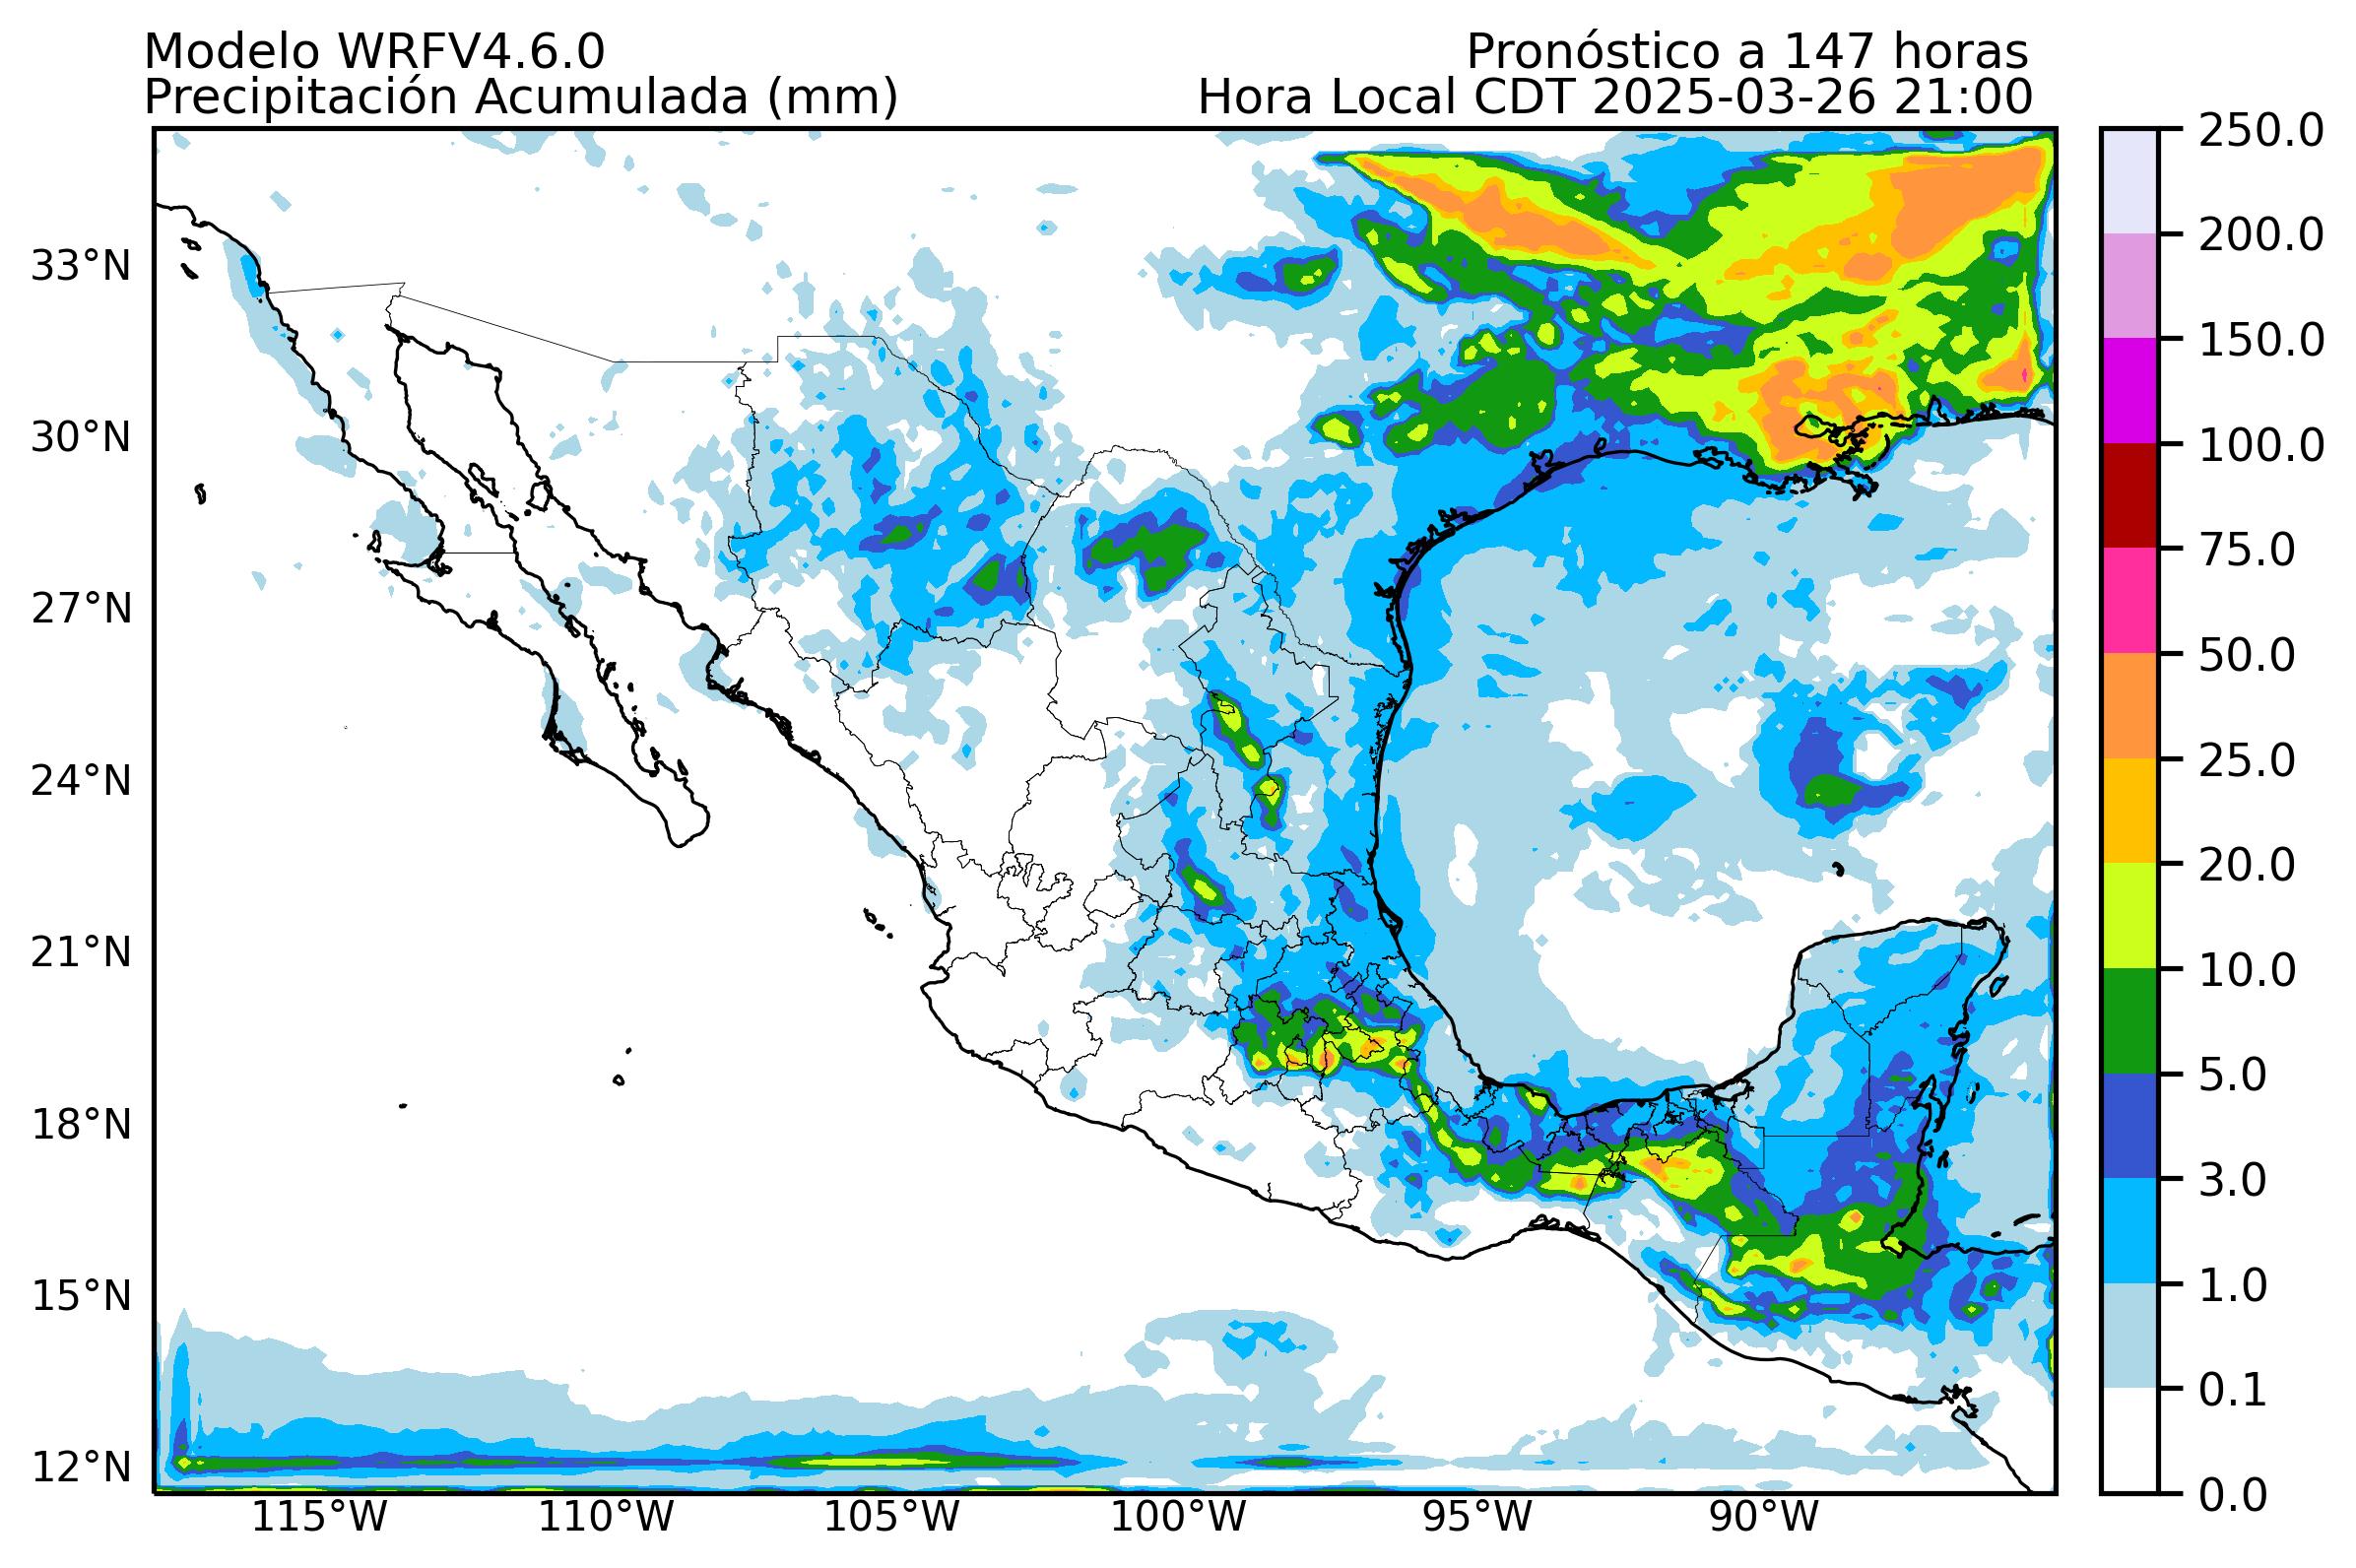 Modelo WRFV4.6.0
Pronóstico a 147 horas
Precipitación Acumulada (mm)
Hora Local CDT 2025-03-26 21:00
33°N
30°N
27°N
24°N
21°N
18°N
15°N
12°N
115°W
110°W
105°W
100°W
95°W
90°W
250.0
200.0
150.0
100.0
75.0
50.0
25.0
20.0
10.0
5.0
3.0
1.0
0.1
0.0